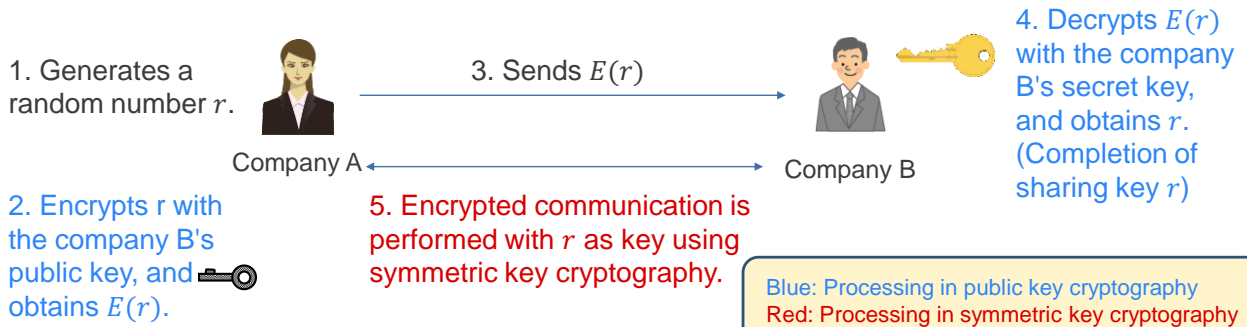 1. Generates a
random number r.
Company A
2. Encrypts r with
the company B's
public key, and
obtains E(r).
3. Sends E(r)
Company B
4. Decrypts E(r)
with the company
B's secret key,
and obtains r.
(Completion of
sharing key r)
5. Encrypted communication is
performed with r as key using
symmetric key cryptography.
Blue: Processing in public key cryptography
Red: Processing in symmetric key cryptography